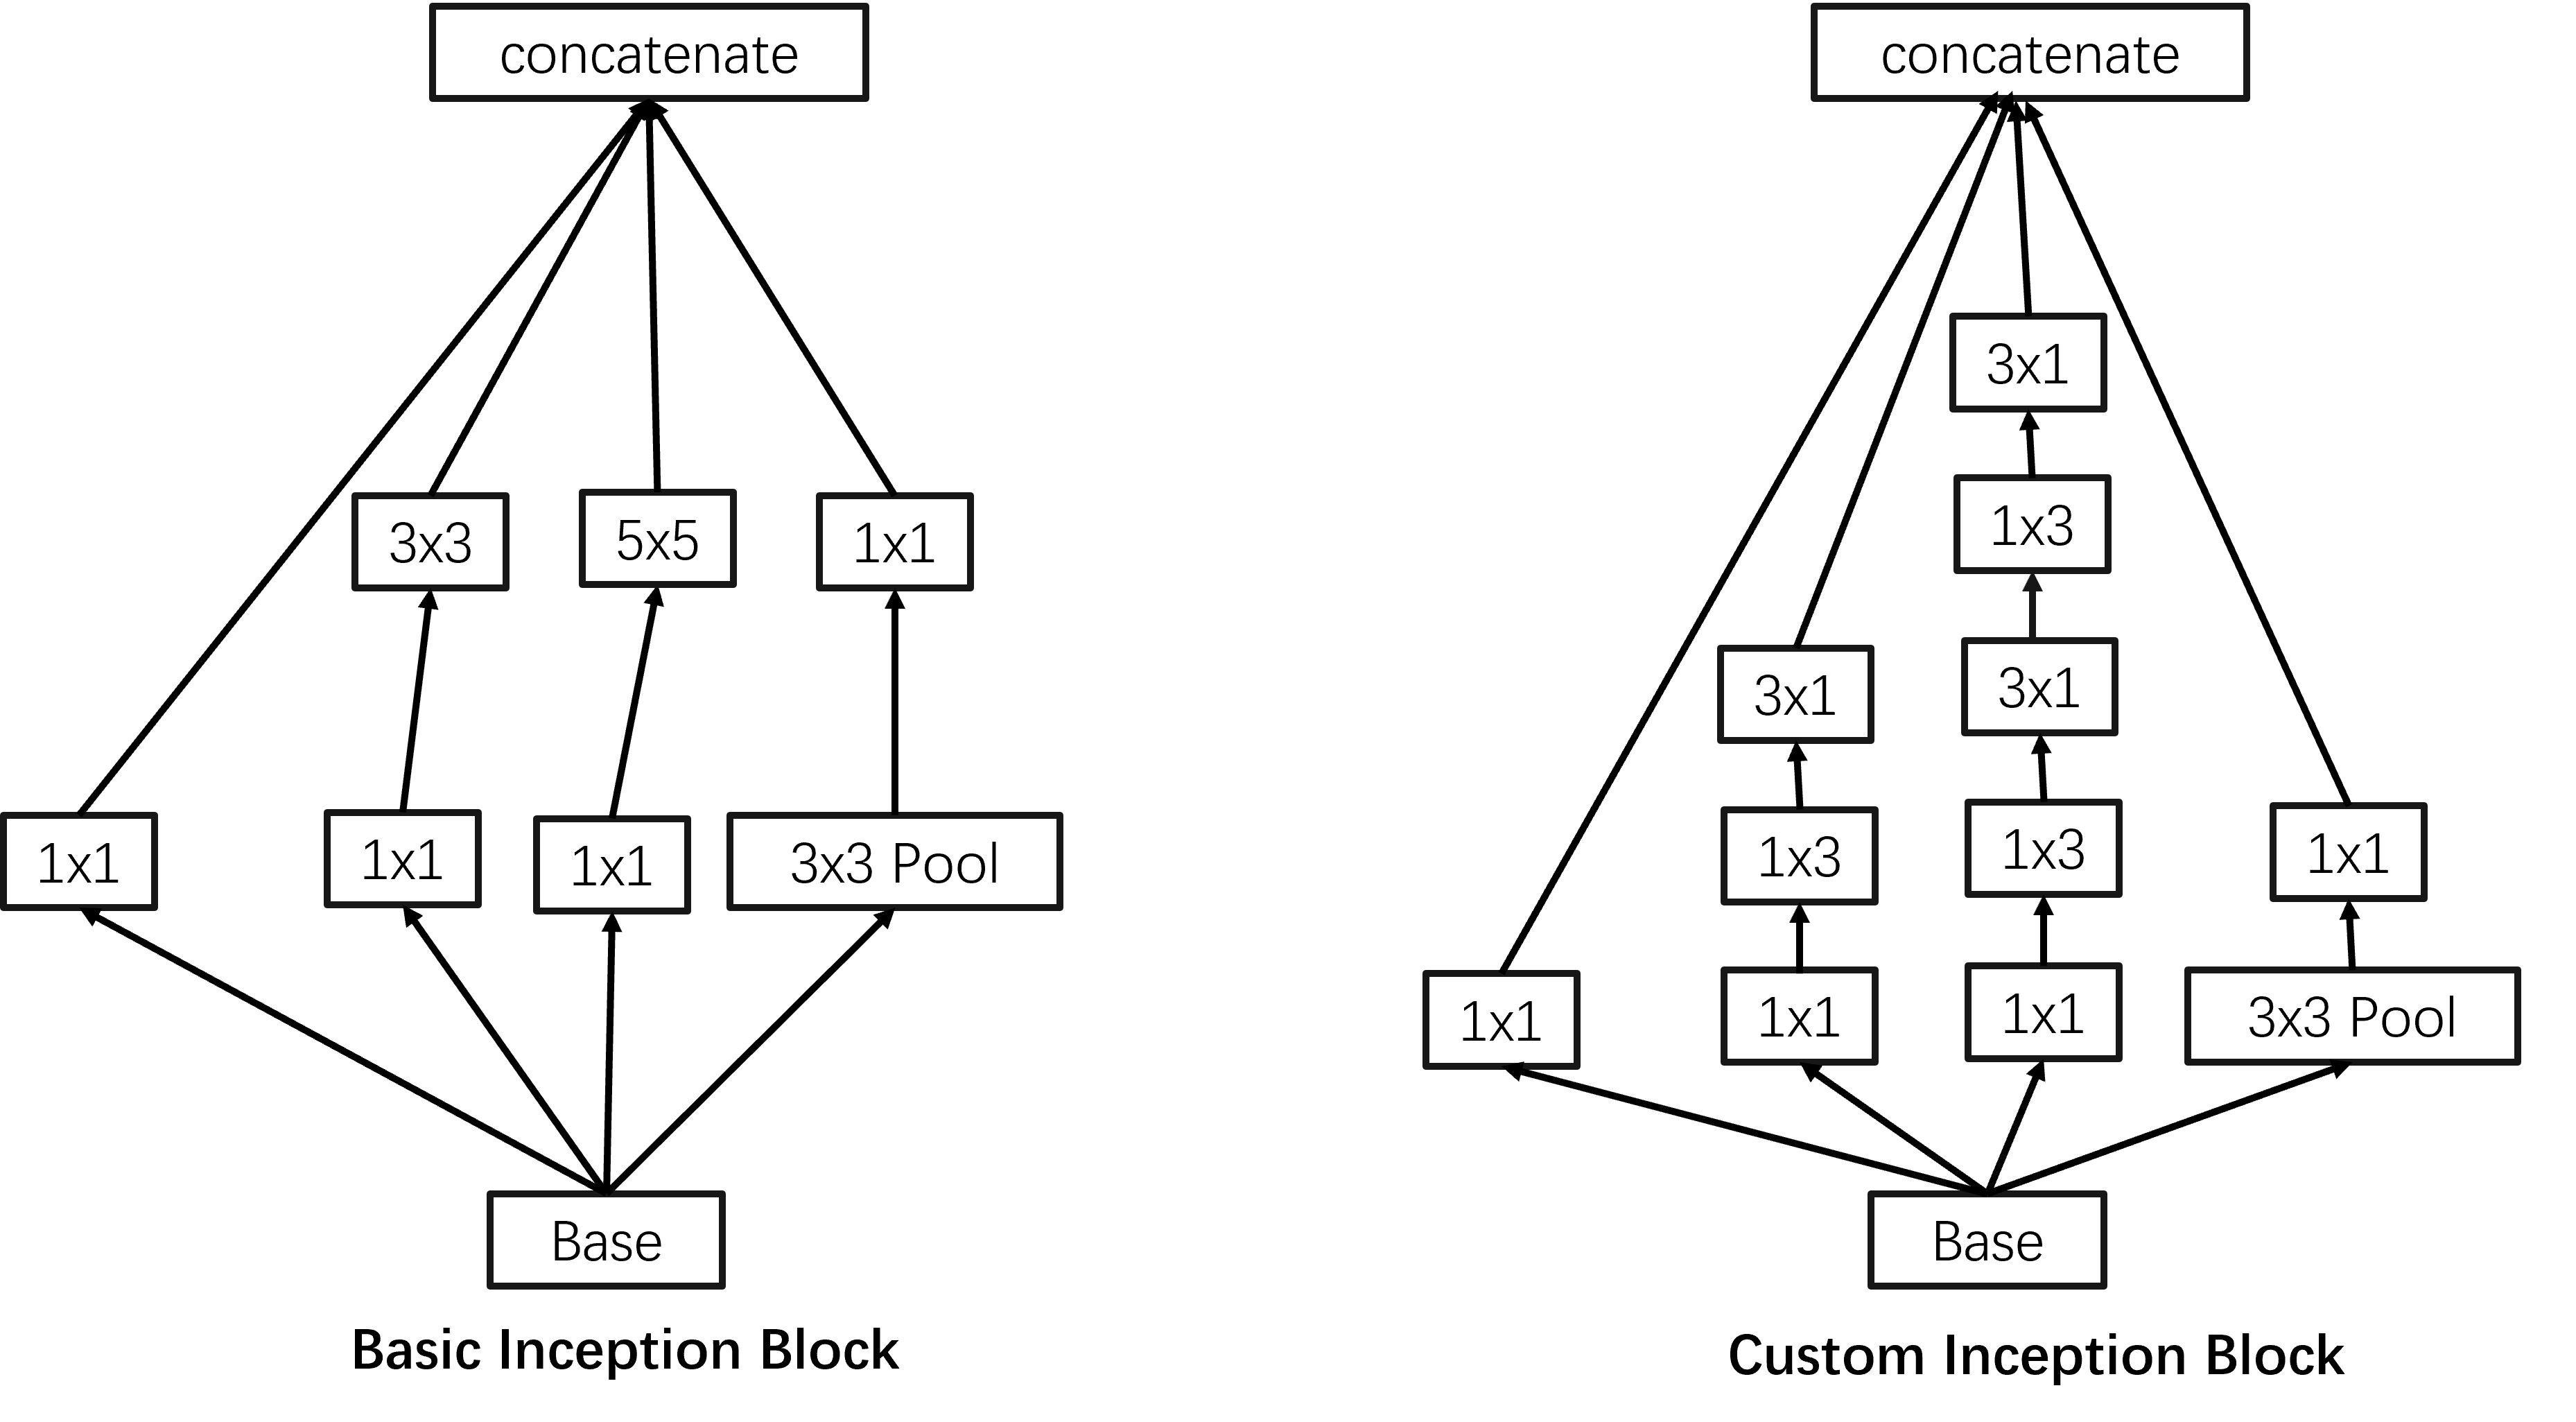 concatenate
3x3
5x5
1x1
1x1
1x1
1x1
3x3 Pool
Base
Basic Inception Block
concatenate
3x1
1x3
3x1
3x1
1x3
1x3
1x1
1x1
1x1
1x1
3x3 Pool
Base
Custom Inception Block